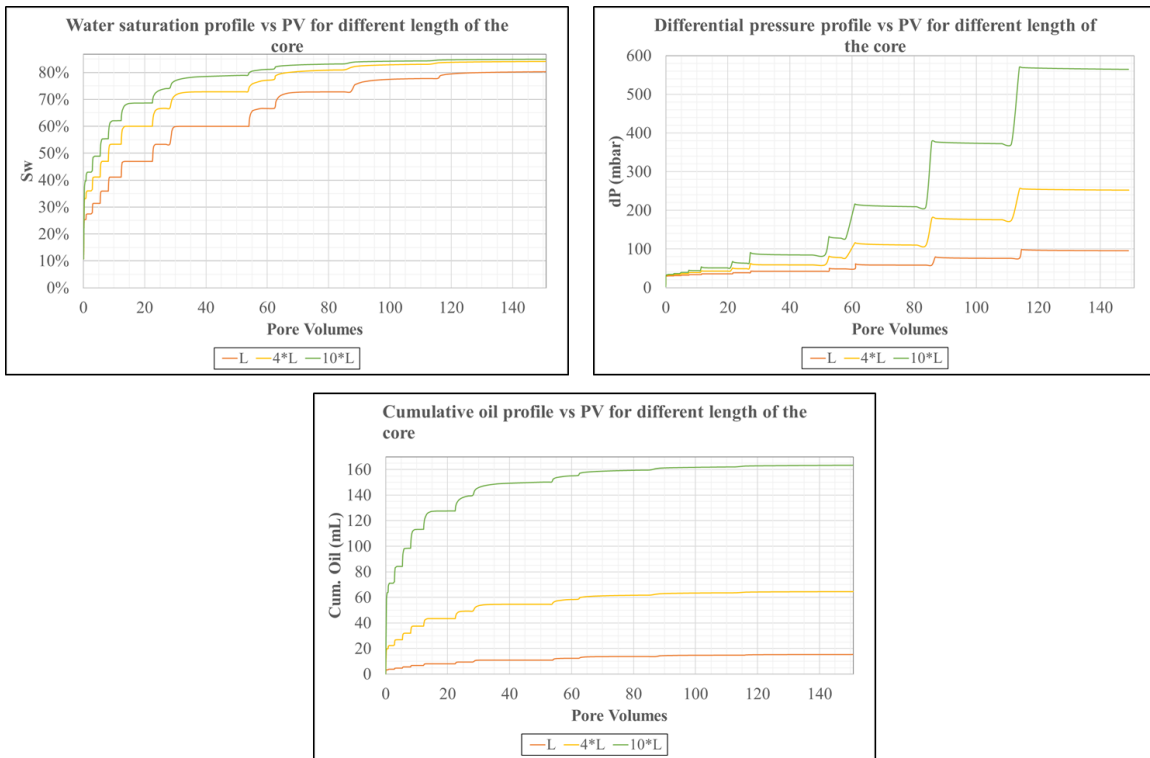 Water saturation profile vs PV for different length of the
core
80%
70%
60%
50%
40%
30%
20%
10%
0%
Sw
0 20 40 60 80 100 120 140
Pore Volumes
L 4*L 10*L
Differential pressure profile vs PV for different length of
the core
600
500
400
300
200
100
0
dP (mbar)
0 20 40 60 80 100 120 140
Pore Volumes
L 4*L 10*L
Cumulative oil profile vs PV for different length of the
core
160
140
120
100
80
60
40
20
0
Cum. Oil (mL)
0 20 40 60 80 100 120 140
Pore Volumes
L 4*L 10*L